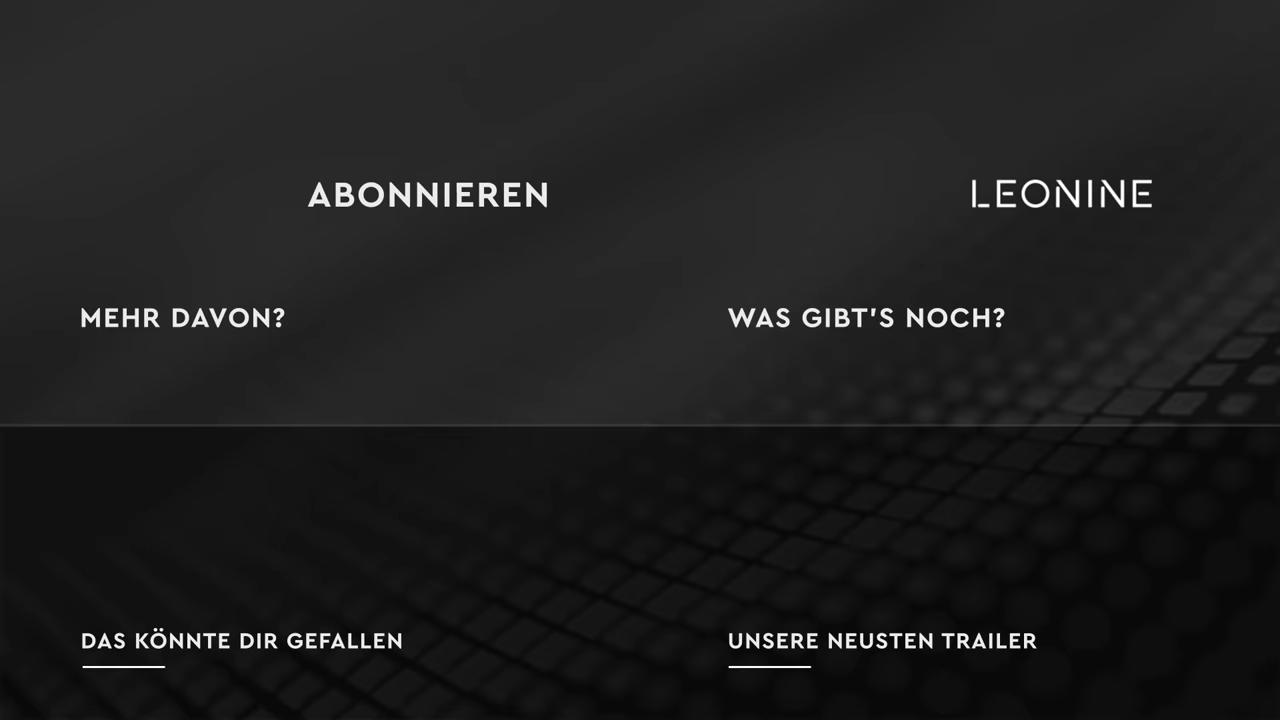 ABONNIEREN
LEONINE
MEHR DAVON?
WAS GIBT'S NOCH?
DAS KÖNNTE DIR GEFALLEN
UNSERE NEUSTEN TRAILER